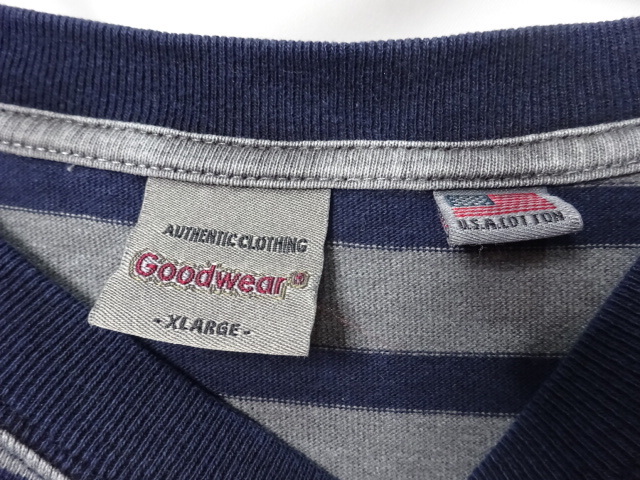 AUTHENTIC CLOTHING
Goodwear®
-XLARGE-
U.S.A.COTTON